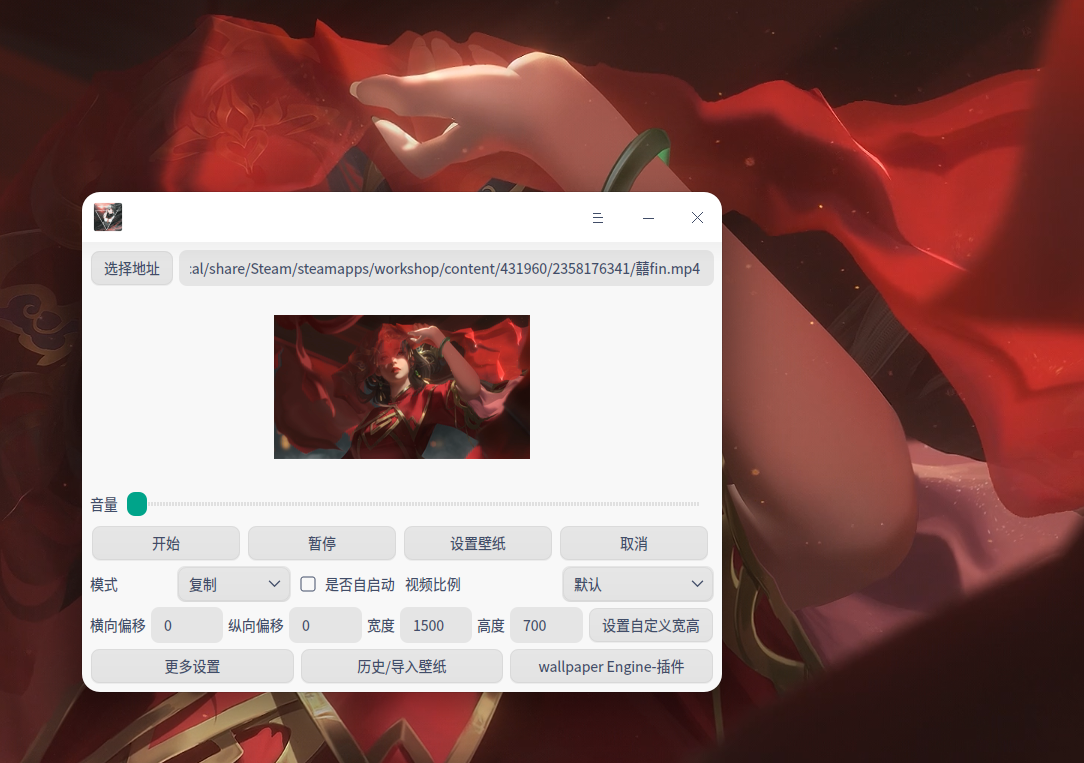 选择地址 :al/share/Steam/steamapps/workshop/content/431960/2358176341/囍fin.mp4
音量
开始 暂停 设置壁纸 取消
模式 复制 是否自启动 视频比例 默认
横向偏移 0 纵向偏移 0 宽度 1500 高度 700 设置自定义宽高
更多设置 历史/导入壁纸 wallpaper Engine-插件